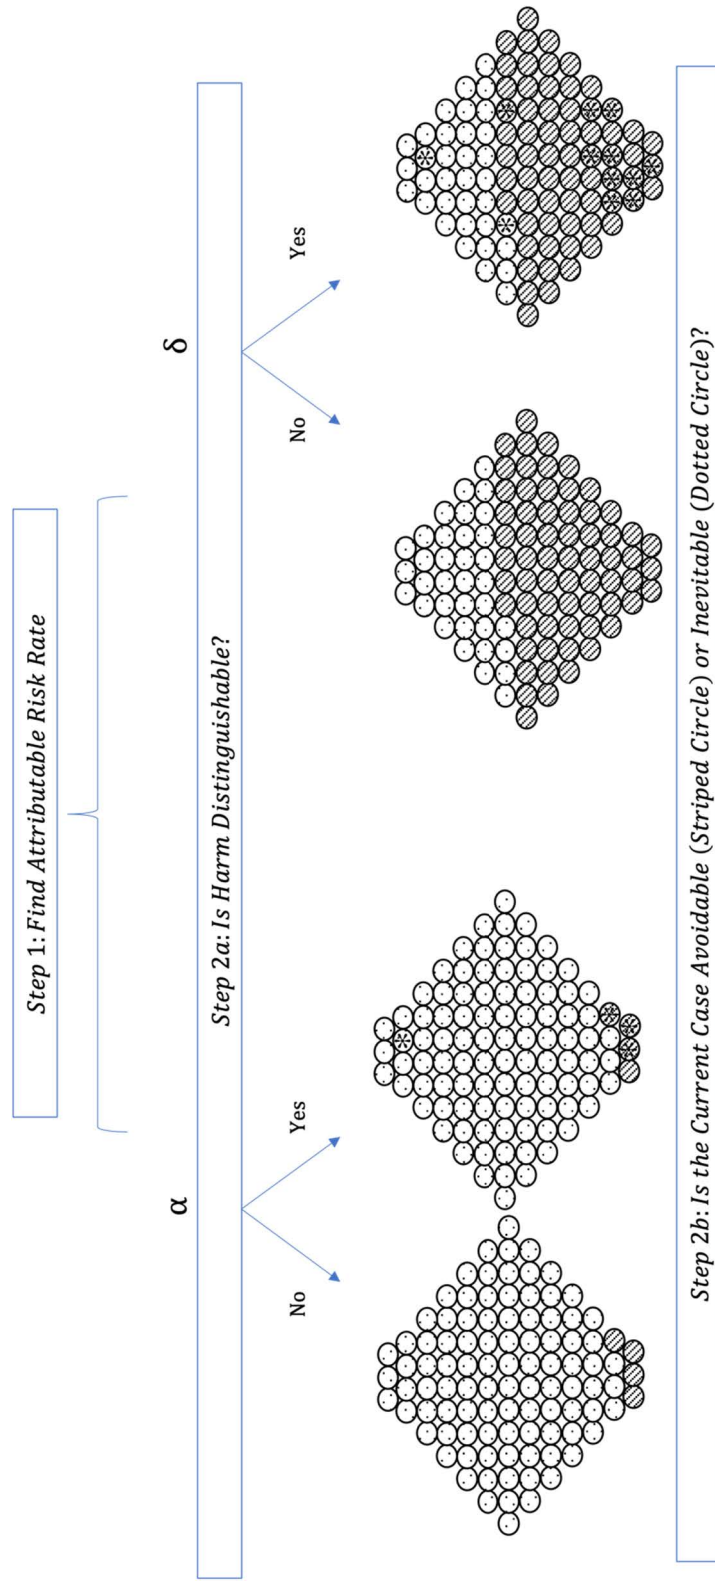 Step 1: Find Attributable Risk Rate
α
δ
Step 2a: Is Harm Distinguishable?
No
Yes
No
Yes
Step 2b: Is the Current Case Avoidable (Striped Circle) or Inevitable (Dotted Circle)?